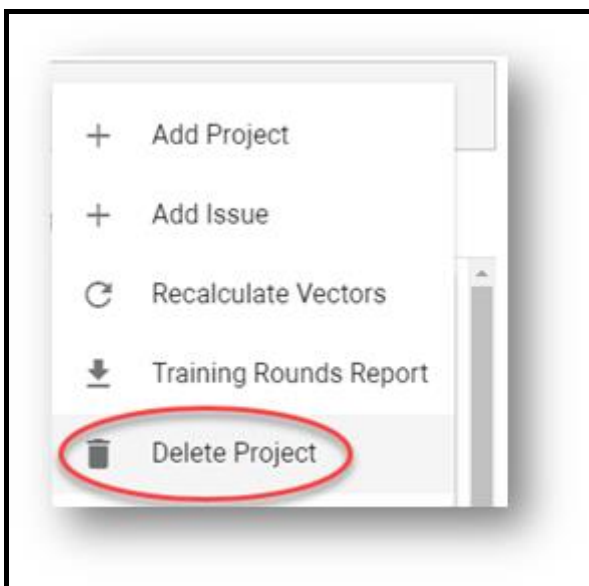 Add Project
Add Issue
Recalculate Vectors
Training Rounds Report
Delete Project